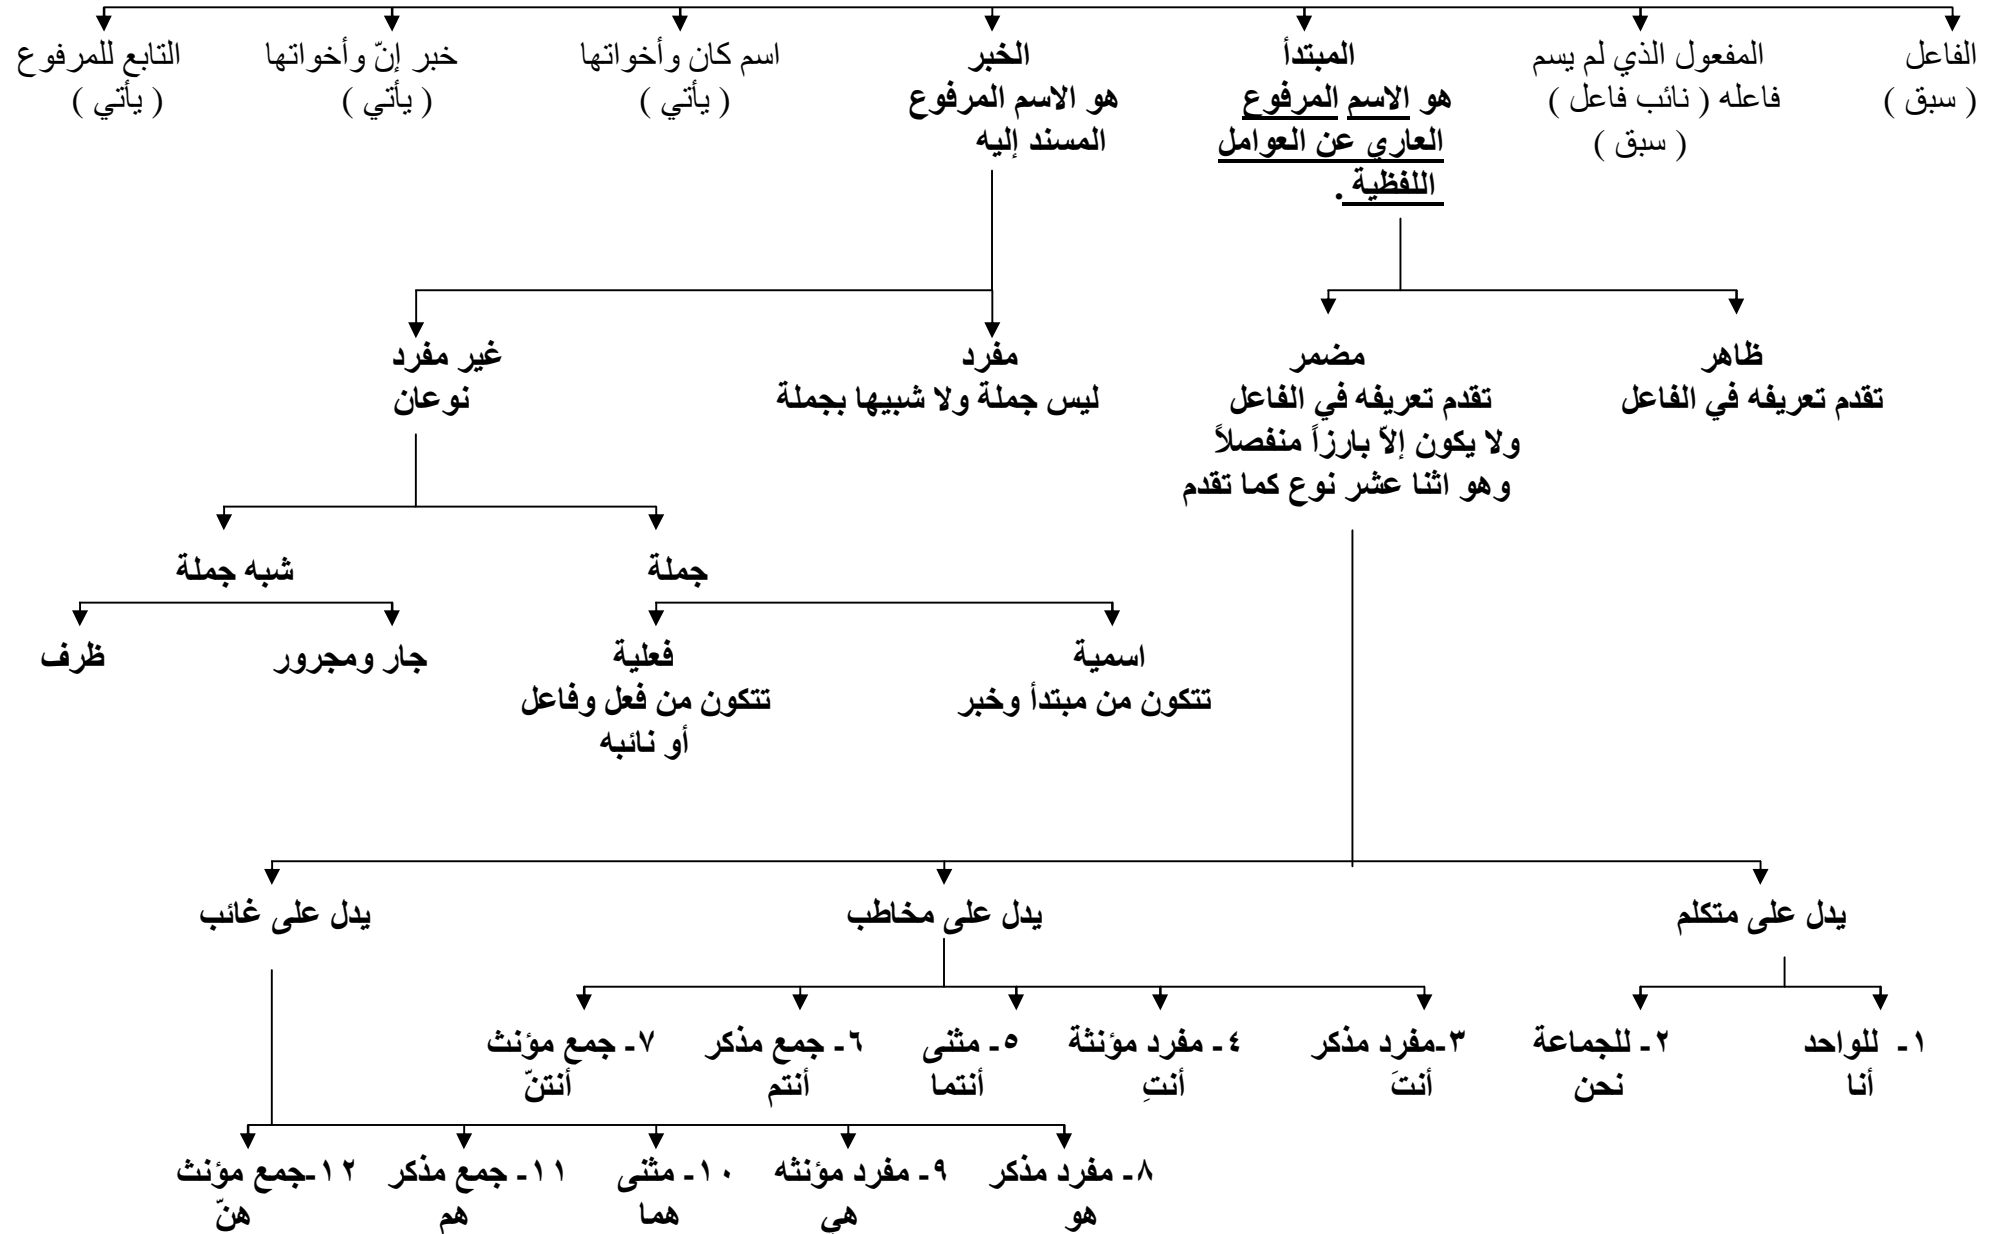 الفاعل
( سبق )
المفعول الذي لم يسم
فاعله ( نائب فاعل )
( سبق )
المبتدأ
هو الاسم المرفوع
العاري عن العوامل
اللفظية .
الخبر
هو الاسم المرفوع
المسند إليه
اسم كان وأخواتها
( يأتي )
خبر إنّ وأخواتها
( يأتي )
التابع للمرفوع
( يأتي )
ظاهر
تقدم تعريفه في الفاعل
مضمر
تقدم تعريفه في الفاعل
ولا يكون إلاّ بارزاً منفصلاً
وهو اثنا عشر نوع كما تقدم
مفرد
ليس جملة ولا شبيها بجملة
غير مفرد
نوعان
جملة
شبه جملة
اسمية
تتكون من مبتدأ وخبر
فعلية
تتكون من فعل وفاعل
أو نائبه
جار ومجرور
ظرف
يدل على متكلم
يدل على مخاطب
يدل على غائب
١- للواحد
أنا
٢- للجماعة
نحن
٣-مفرد مذكر
أنتَ
٤- مفرد مؤنثة
أنتِ
٥- مثنى
أنتما
٦- جمع مذكر
أنتم
٧- جمع مؤنث
أنتنّ
٨- مفرد مذكر
هو
٩- مفرد مؤنثه
هي
١٠- مثنى
هما
١١- جمع مذكر
هم
١٢-جمع مؤنث
هنّ